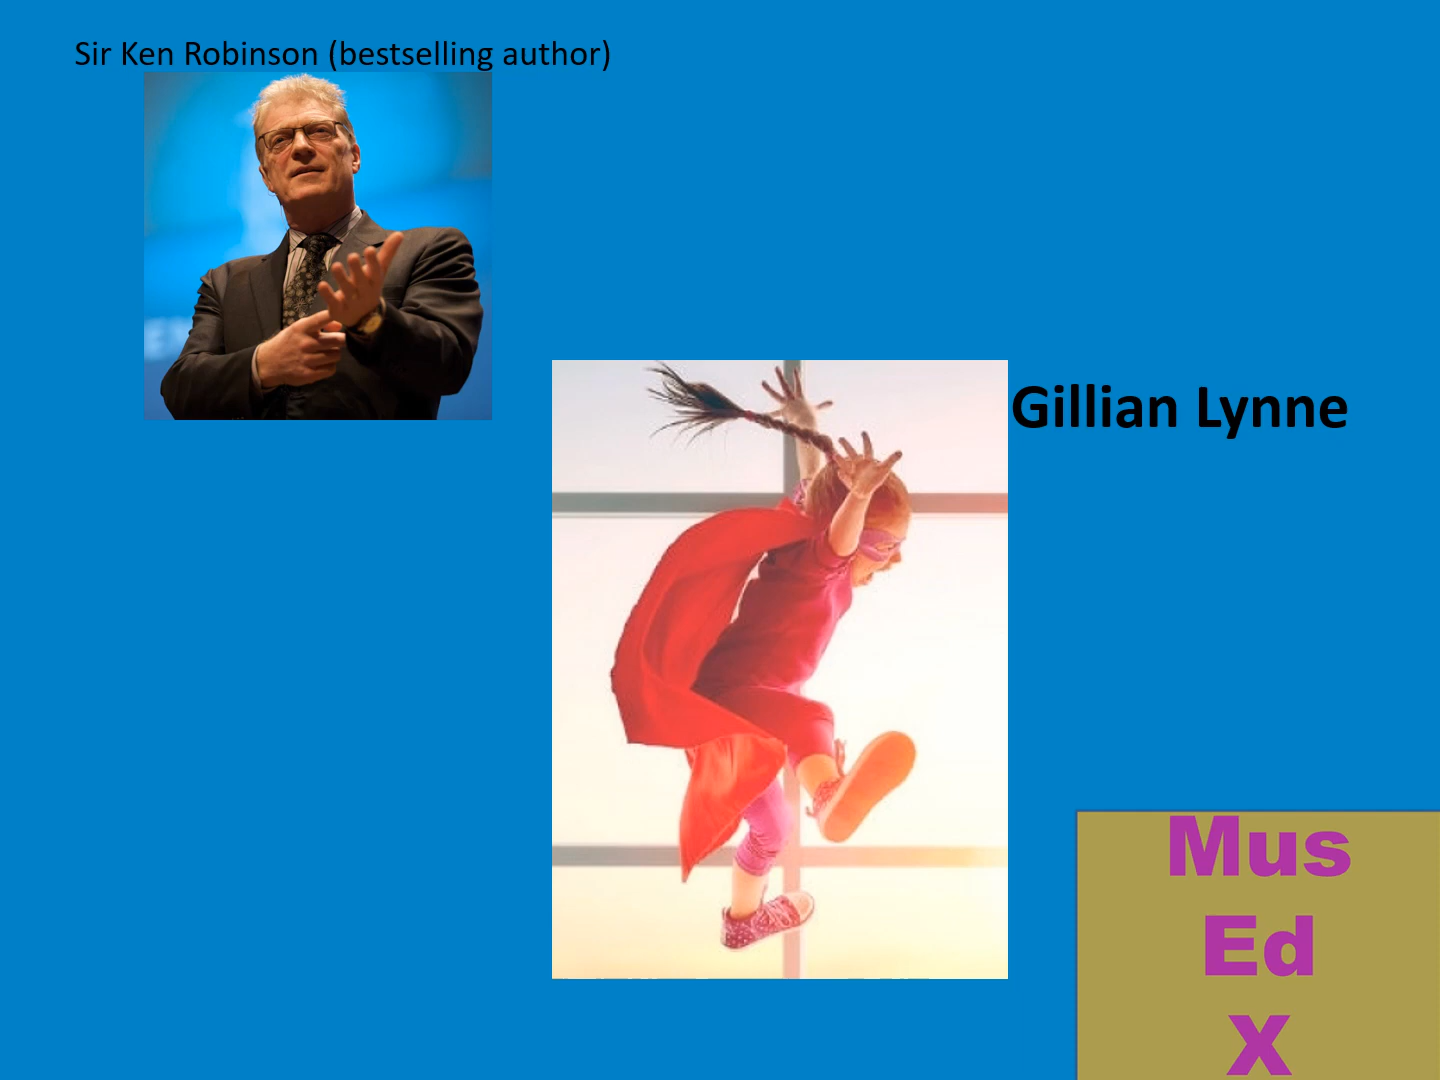 Sir Ken Robinson (bestselling author)
Gillian Lynne
Mus
Ed
X